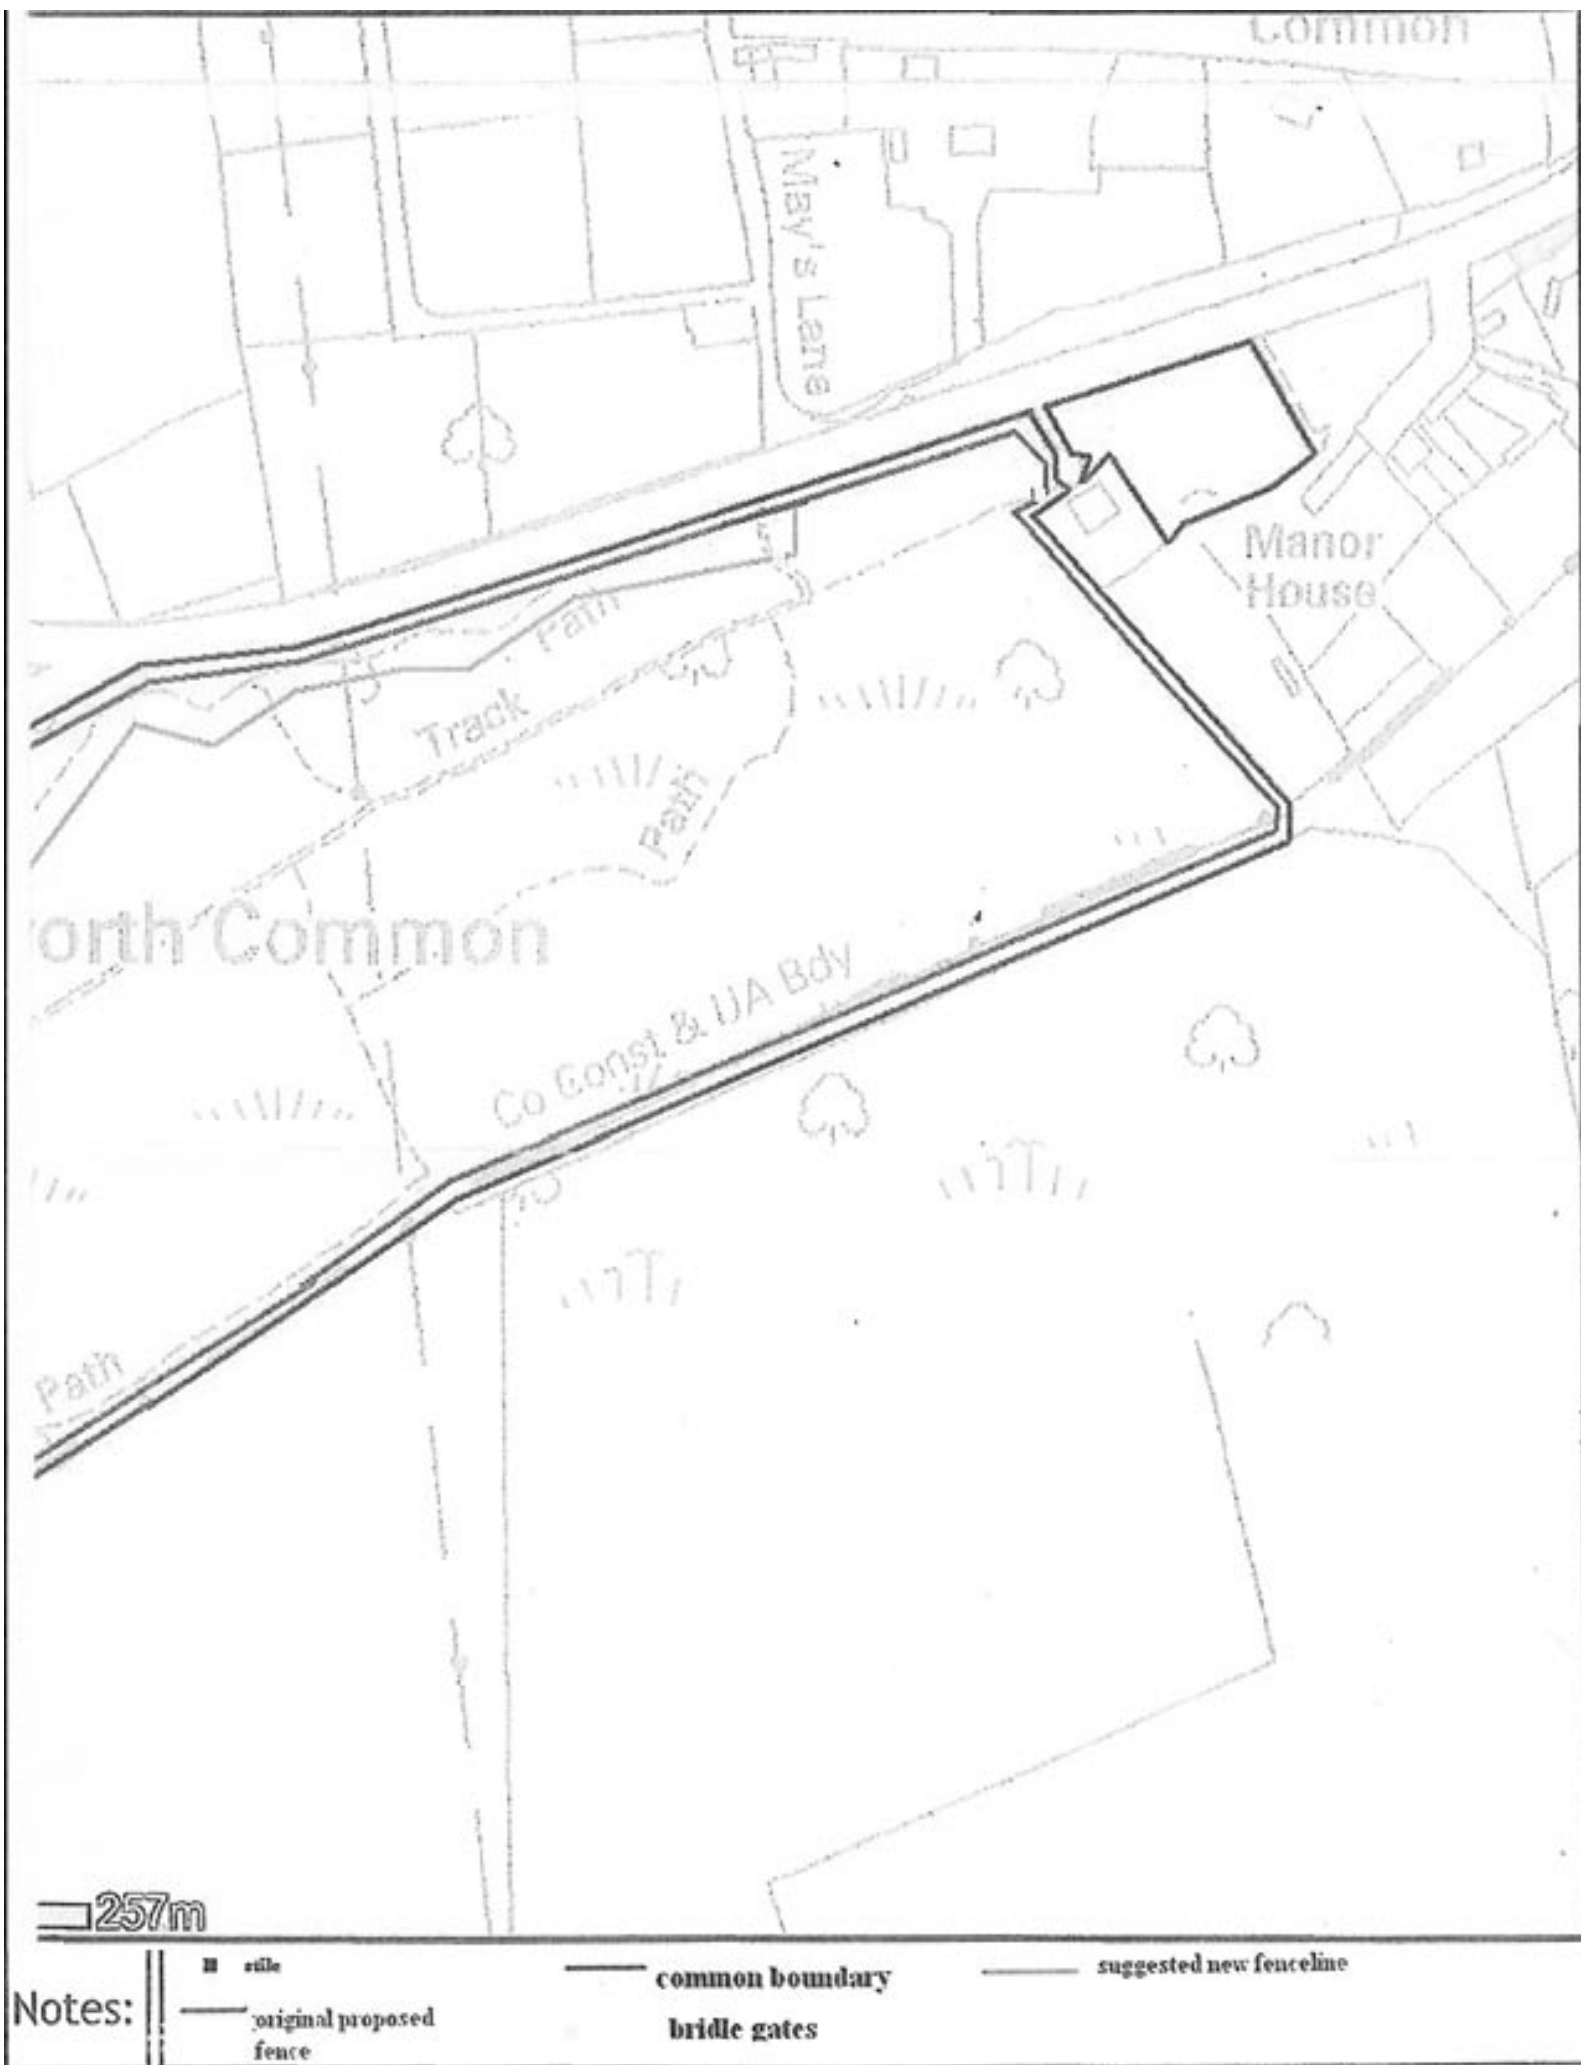 Common
May's Lane
Manor
House
Path
Track
Path
orth Common
Co Const & UA Bdy
Path
257m
Notes:
stile
original proposed
fence
common boundary
bridle gates
suggested new fenceline